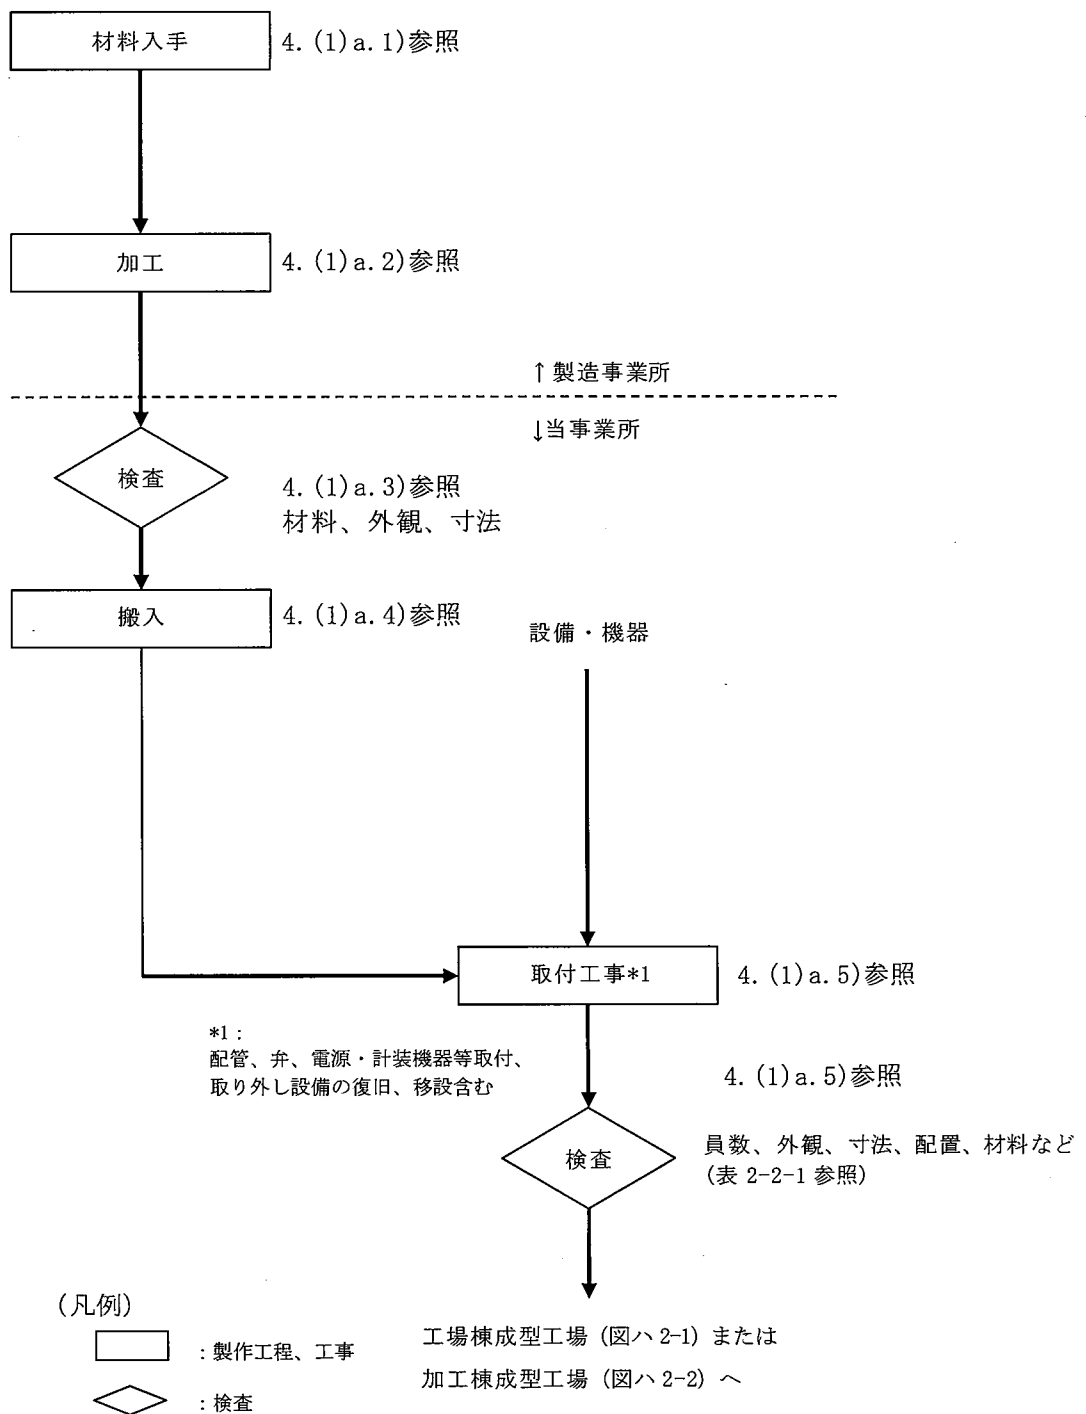 材料入手
4. (1)a.1)参照
加工
4. (1)a.2)参照
↑製造事業所
↓当事業所
検査
4. (1)a.3)参照
材料、外観、寸法
搬入
4. (1)a.4)参照
設備・機器
取付工事*1
4. (1)a.5)参照
*1：
配管、弁、電源・計装機器等取付、
取り外し設備の復旧、移設含む
4. (1)a.5)参照
検査
員数、外観、寸法、配置、材料など
(表 2-2-1 参照)
(凡例)
：製作工程、工事
：検査
工場棟成型工場 (図ハ 2-1) または
加工棟成型工場 (図ハ 2-2) へ